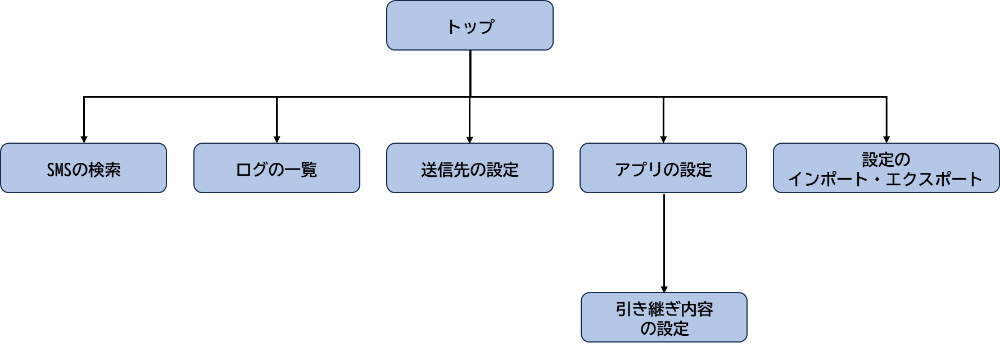 トップ
SMSの検索
ログの一覧
送信先の設定
アプリの設定
設定の
インポート・エクスポート
引き継ぎ内容
の設定